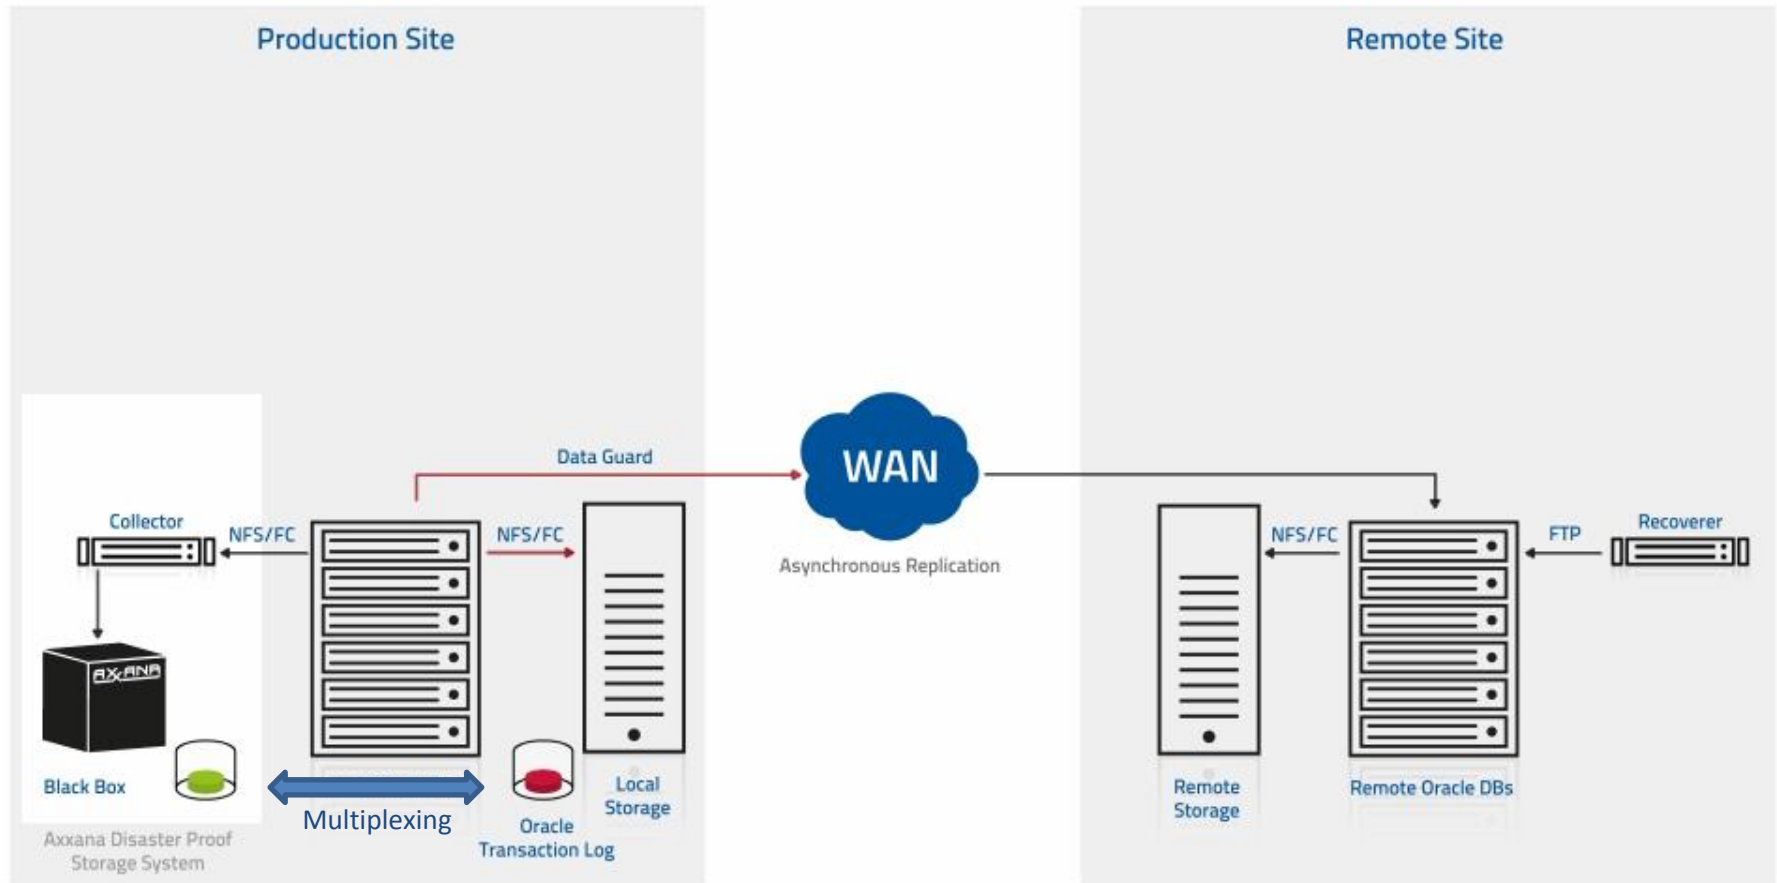 Production Site
Remote Site
Data Guard
WAN
Asynchronous Replication
Collector
NFS/FC
NFS/FC
NFS/FC
FTP
Recoverer
AXXANA
Black Box
Multiplexing
Oracle
Transaction Log
Local
Storage
Remote
Storage
Remote Oracle DBs
Axxana Disaster Proof
Storage System